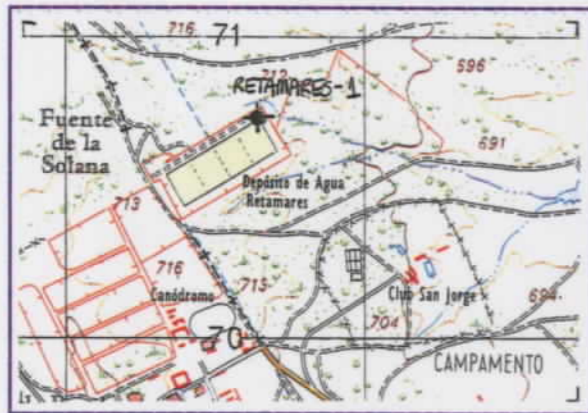 716
71
696
712
RETAMARES-1
Fuente
de la
Solana
691
Depósito de Agua
Retamares
713
716
Canódromo
715
Club San Jorge
694
704
70
CAMPAMENTO